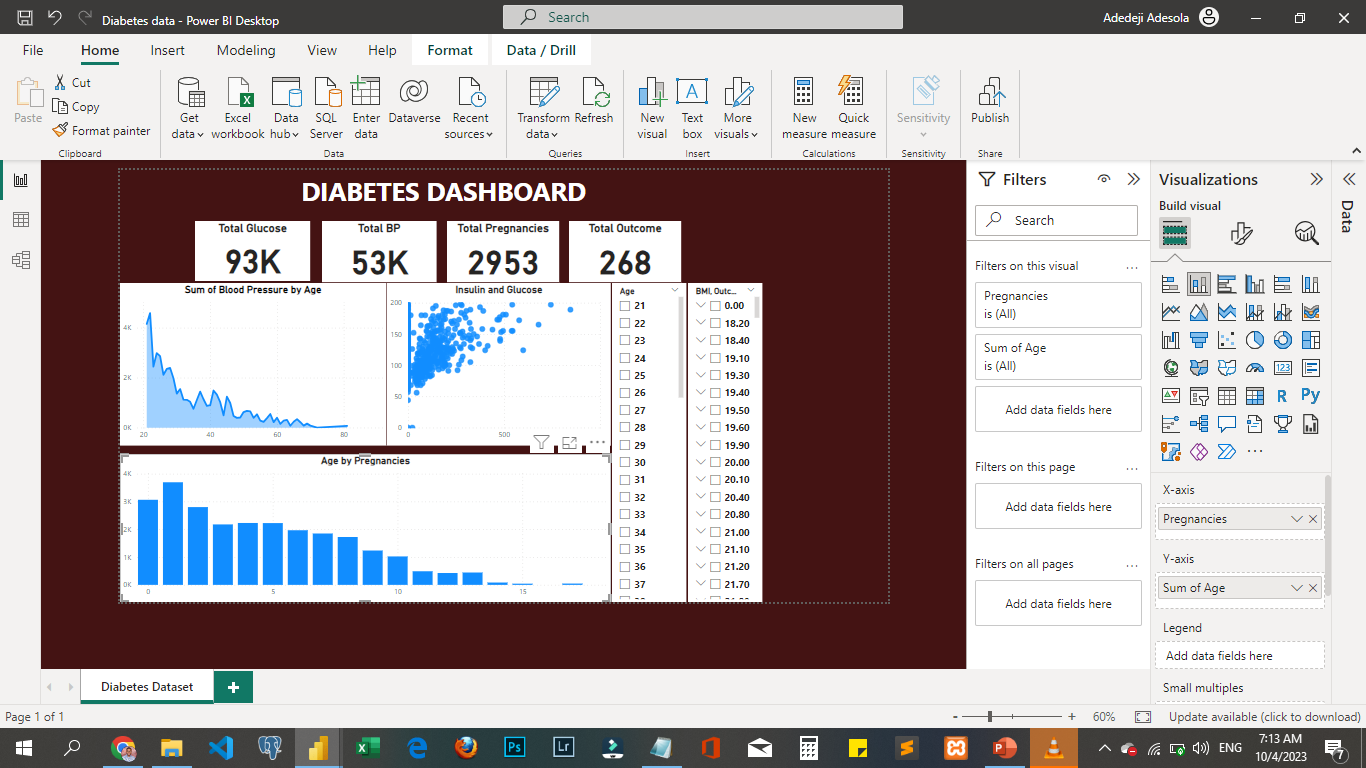 Diabetes data - Power BI Desktop
Search
Adedeji Adesola
File Home Insert Modeling View Help Format Data / Drill
Paste
Cut
Copy
Format painter
Clipboard
Get data
Excel workbook
Data hub
SQL Server
Enter data
Dataverse
Recent sources
Data
Transform data
Refresh
Queries
New visual
Text box
More visuals
Insert
New measure
Quick measure
Calculations
Sensitivity
Sensitivity
Publish
Share
DIABETES DASHBOARD
Total Glucose
93K
Total BP
53K
Total Pregnancies
2953
Total Outcome
268
Sum of Blood Pressure by Age
4K
2K
0K
20 40 60 80
Insulin and Glucose
200
150
100
50
0
0 500
Age by Pregnancies
4K
3K
2K
1K
0K
0 5 10 15
Age
21
22
23
24
25
26
27
28
29
30
31
32
33
34
35
36
37
BMI, Outc...
0.00
18.20
18.40
19.10
19.30
19.40
19.50
19.60
19.90
20.00
20.10
20.40
20.80
21.00
21.10
21.20
21.70
Filters
Search
Filters on this visual ...
Pregnancies
is (All)
Sum of Age
is (All)
Add data fields here
Filters on this page ...
Add data fields here
Filters on all pages ...
Add data fields here
Visualizations
Build visual
123
R
Py
...
X-axis
Pregnancies
Y-axis
Sum of Age
Legend
Add data fields here
Small multiples
Data
Diabetes Dataset
Page 1 of 1
- + 60%
Update available (click to download)
Ps
Lrc
ENG
7:13 AM
10/4/2023
7